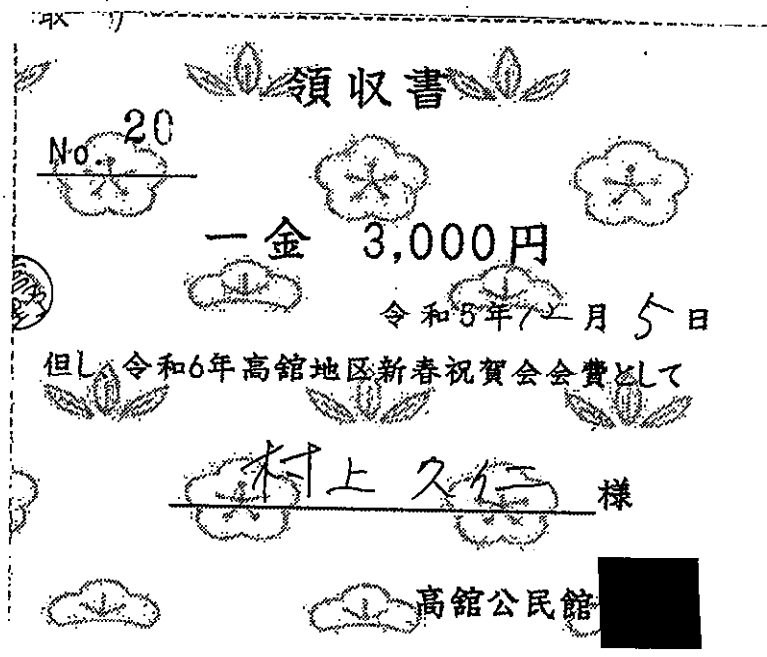 領収書
No. 20
一金 3,000円
令和5年12月5日
但し、令和6年高舘地区新春祝賀会会費として
村上久仁 様
高舘公民館